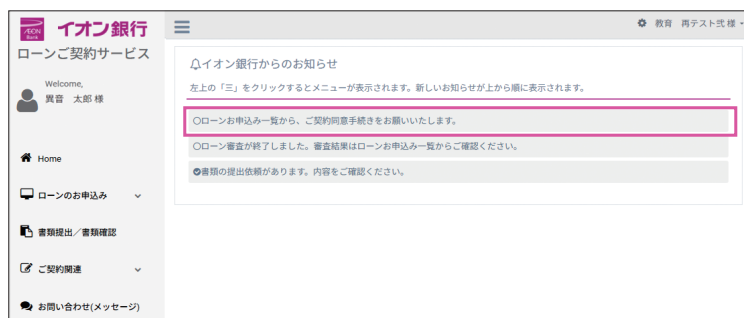 AEON Bank イオン銀行
ローンご契約サービス
Welcome,
異音 太郎 様
Home
ローンのお申込み
書類提出／書類確認
ご契約関連
お問い合わせ(メッセージ)
教育 再テスト弐 様
イオン銀行からのお知らせ
左上の「三」をクリックするとメニューが表示されます。新しいお知らせが上から順に表示されます。
〇ローンお申込み一覧から、ご契約同意手続きをお願いいたします。
〇ローン審査が終了しました。審査結果はローンお申込み一覧からご確認ください。
書類の提出依頼があります。内容をご確認ください。